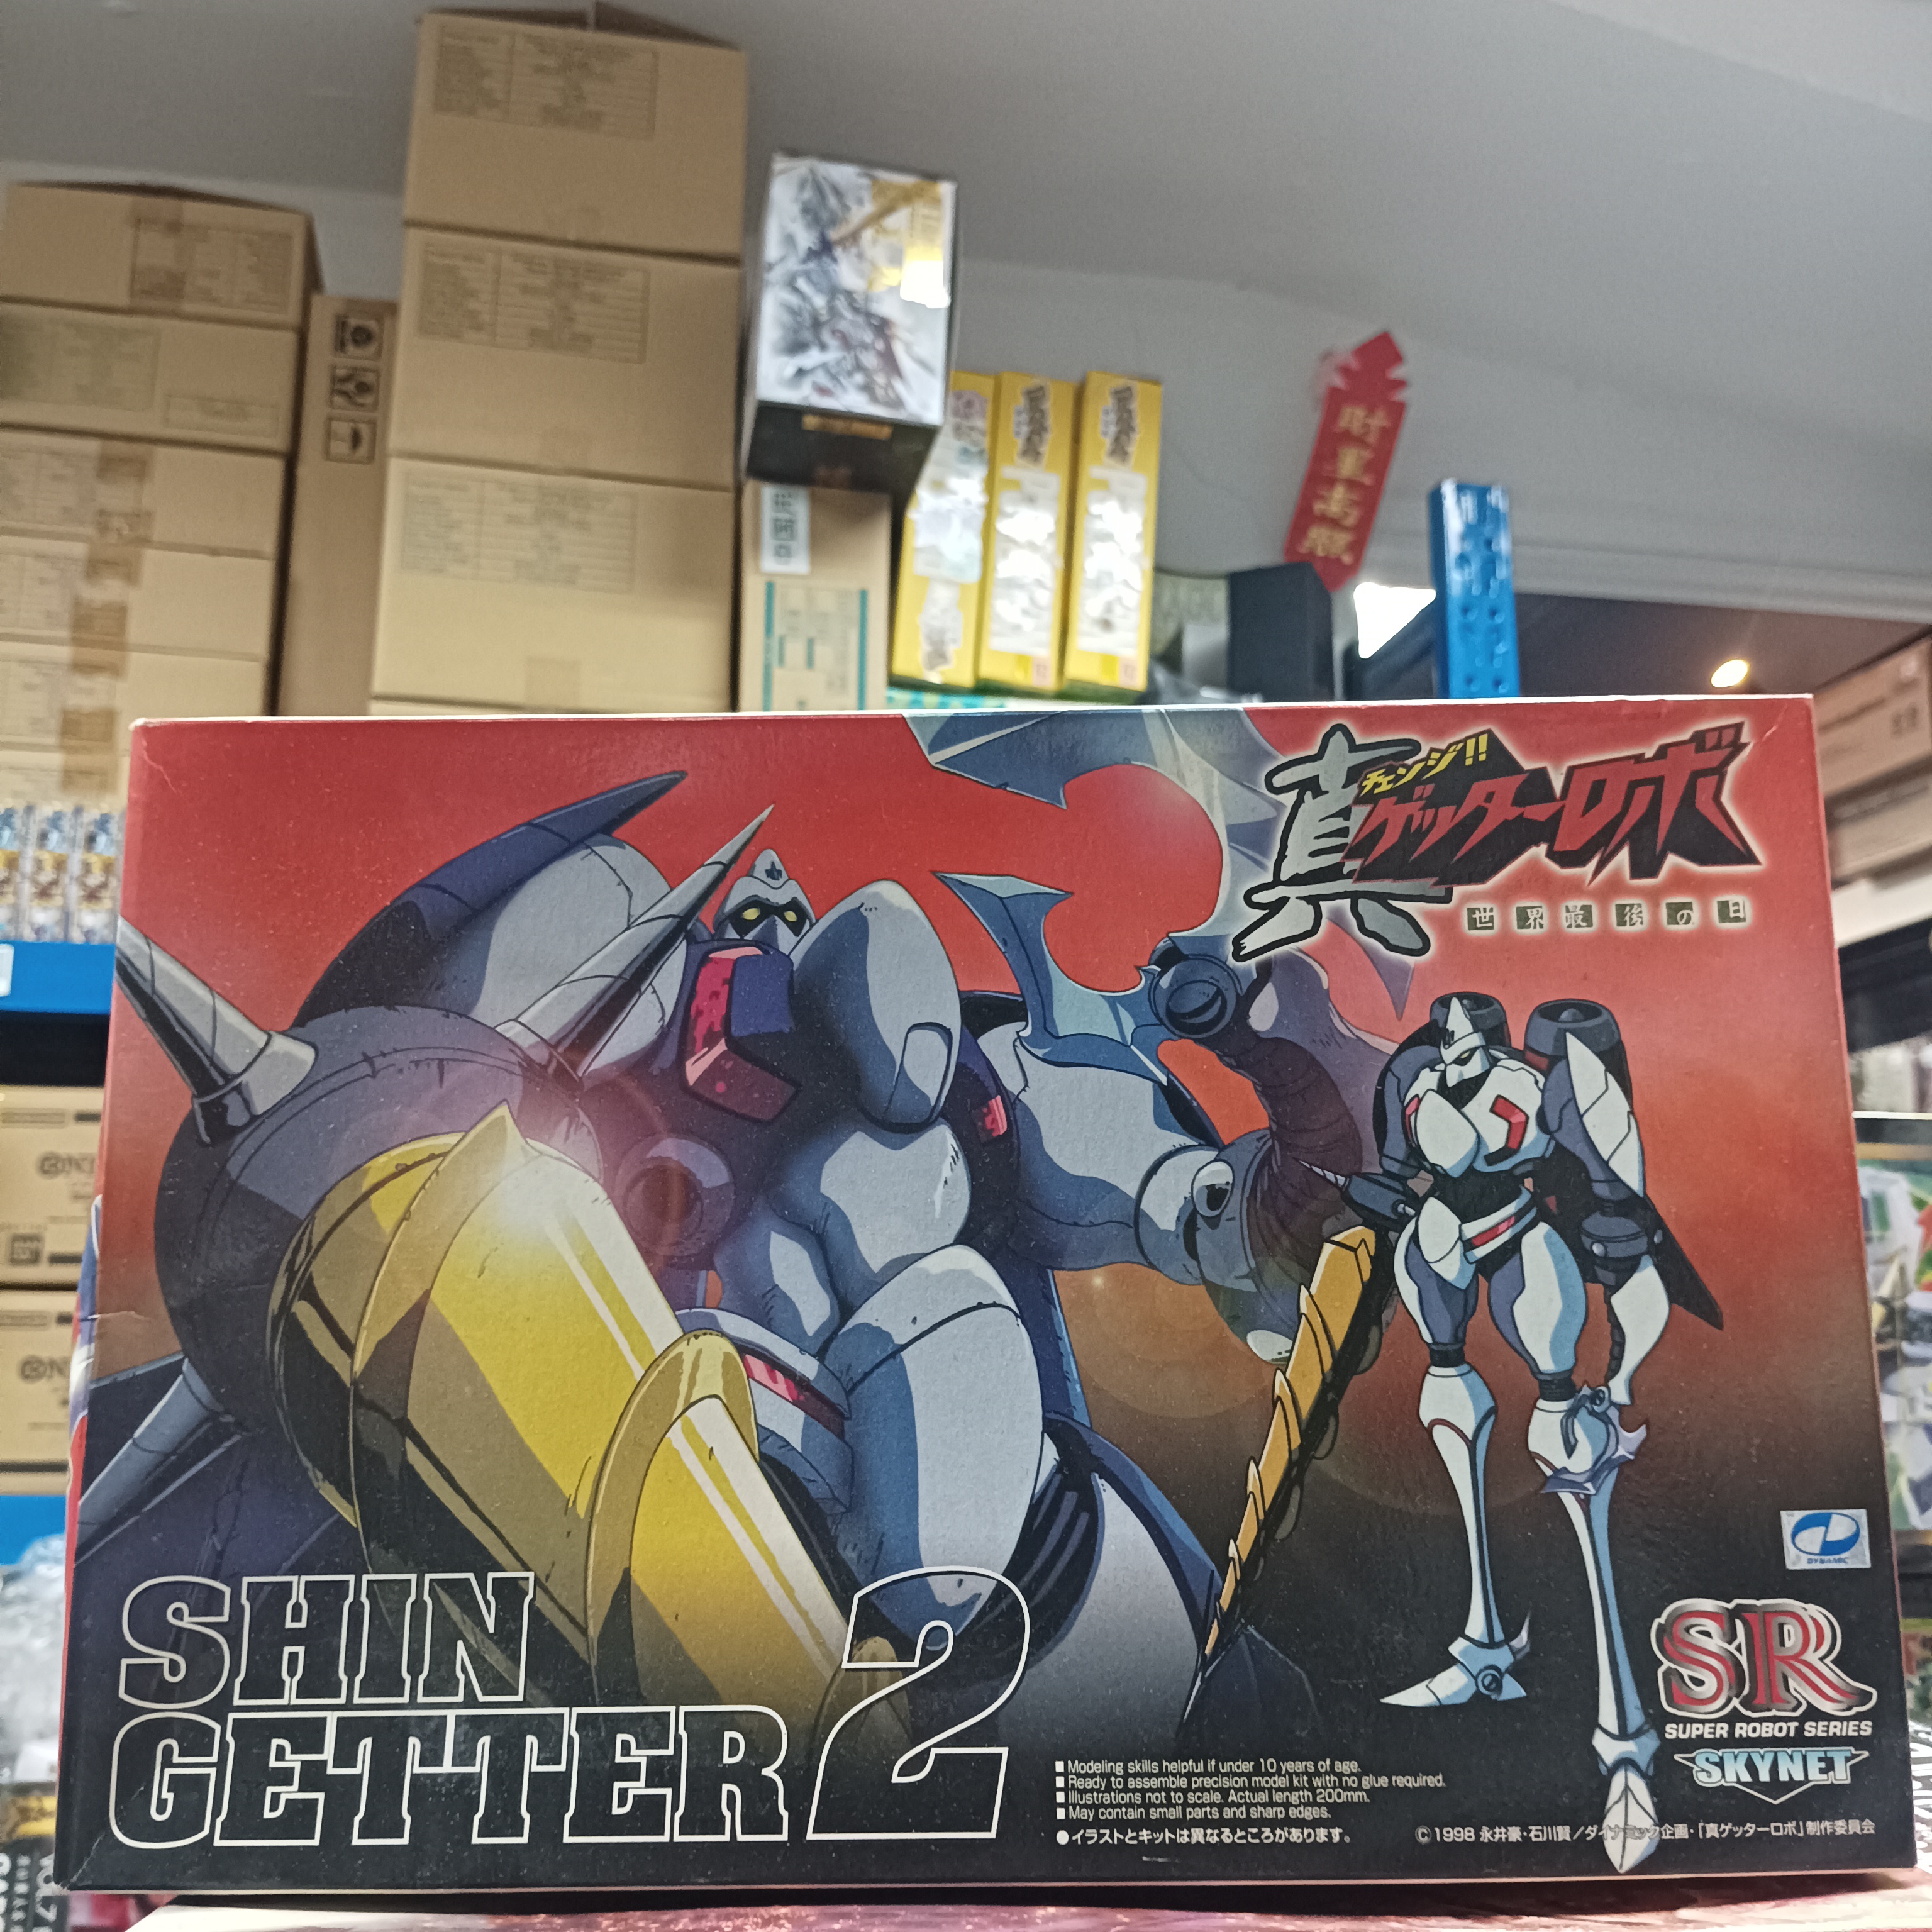 財星高照
真
チェンジ!!
ゲッターロボ
世界最後の日
DYNAMIC
SR
SUPER ROBOT SERIES
SKYNET
SHIN
GETTER 2
■Modeling skills helpful if under 10 years of age.
■Ready to assemble precision model kit with no glue required.
■Illustrations not to scale. Actual length 200mm.
■May contain small parts and sharp edges.
●イラストとキットは異なるところがあります。
©1998 永井豪・石川賢/ダイナミック企画・「真ゲッターロボ」制作委員会